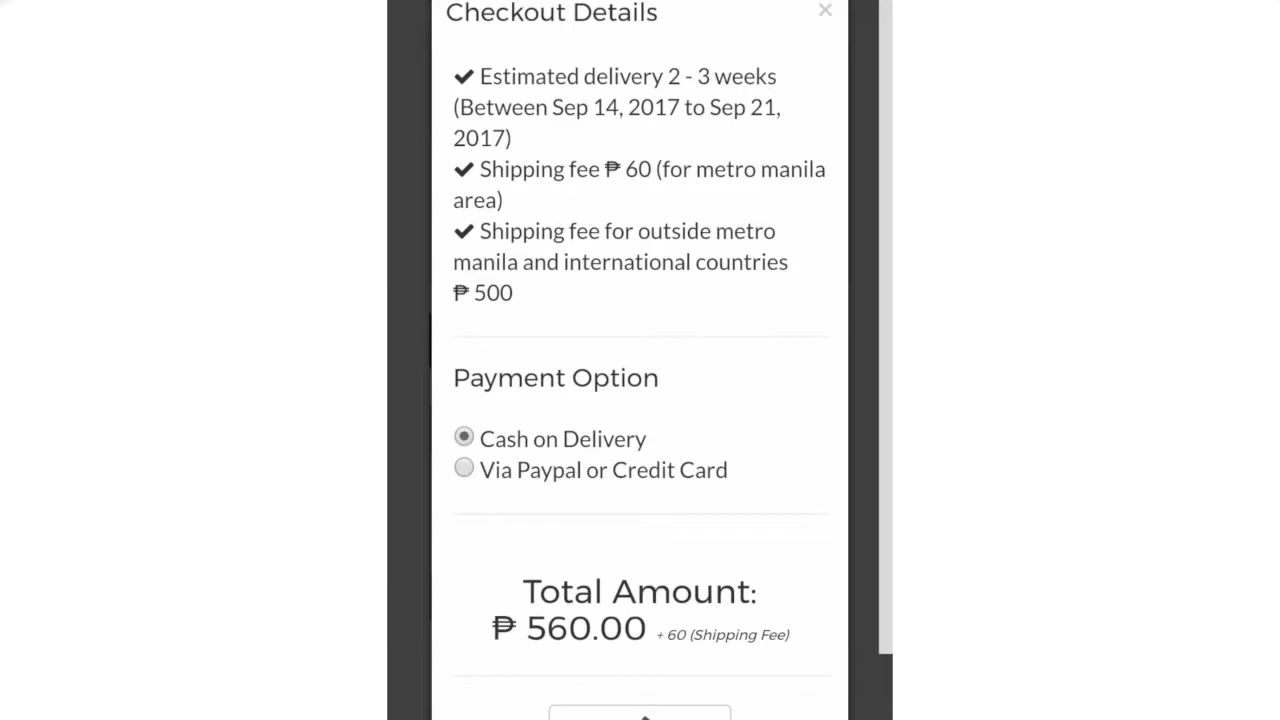 Checkout Details ×
✔ Estimated delivery 2 - 3 weeks
(Between Sep 14, 2017 to Sep 21,
2017)
✔ Shipping fee ₱ 60 (for metro manila
area)
✔ Shipping fee for outside metro
manila and international countries
₱ 500
Payment Option
Cash on Delivery
Via Paypal or Credit Card
Total Amount:
₱ 560.00 + 60 (Shipping Fee)